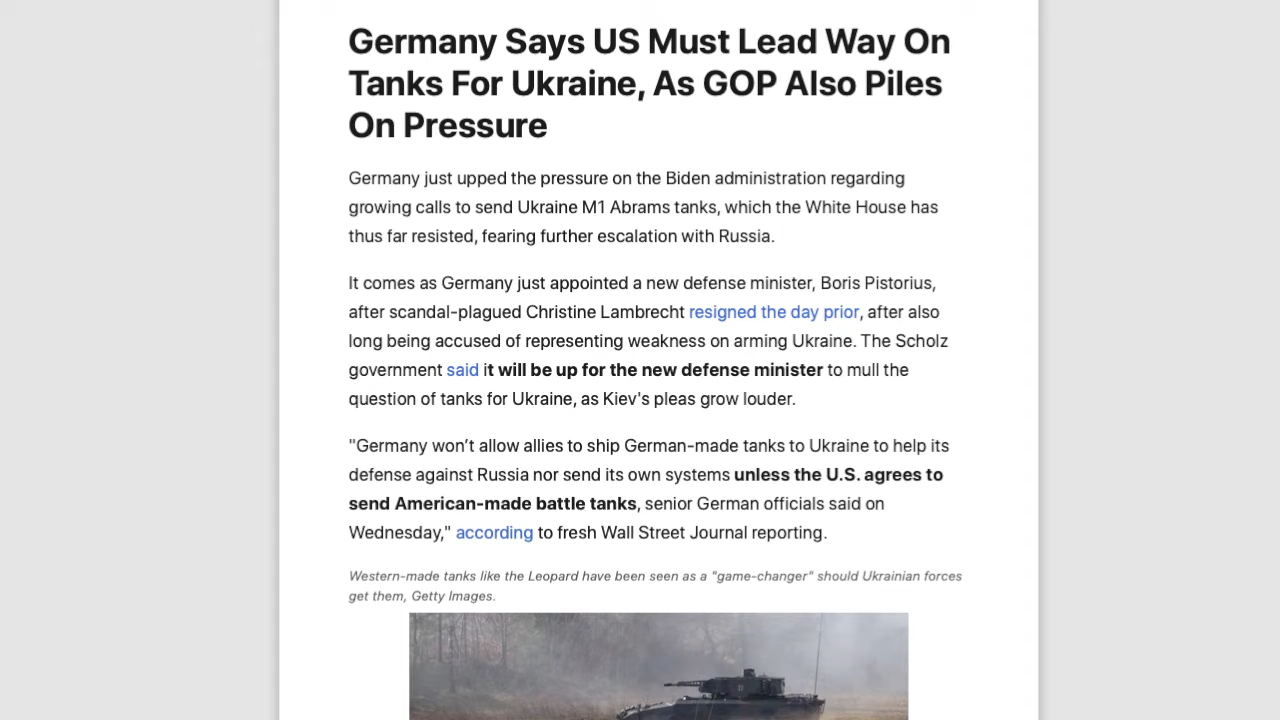 Germany Says US Must Lead Way On
Tanks For Ukraine, As GOP Also Piles
On Pressure
Germany just upped the pressure on the Biden administration regarding
growing calls to send Ukraine M1 Abrams tanks, which the White House has
thus far resisted, fearing further escalation with Russia.
It comes as Germany just appointed a new defense minister, Boris Pistorius,
after scandal-plagued Christine Lambrecht resigned the day prior, after also
long being accused of representing weakness on arming Ukraine. The Scholz
government said it will be up for the new defense minister to mull the
question of tanks for Ukraine, as Kiev's pleas grow louder.
"Germany won’t allow allies to ship German-made tanks to Ukraine to help its
defense against Russia nor send its own systems unless the U.S. agrees to
send American-made battle tanks, senior German officials said on
Wednesday," according to fresh Wall Street Journal reporting.
Western-made tanks like the Leopard have been seen as a "game-changer" should Ukrainian forces
get them, Getty Images.